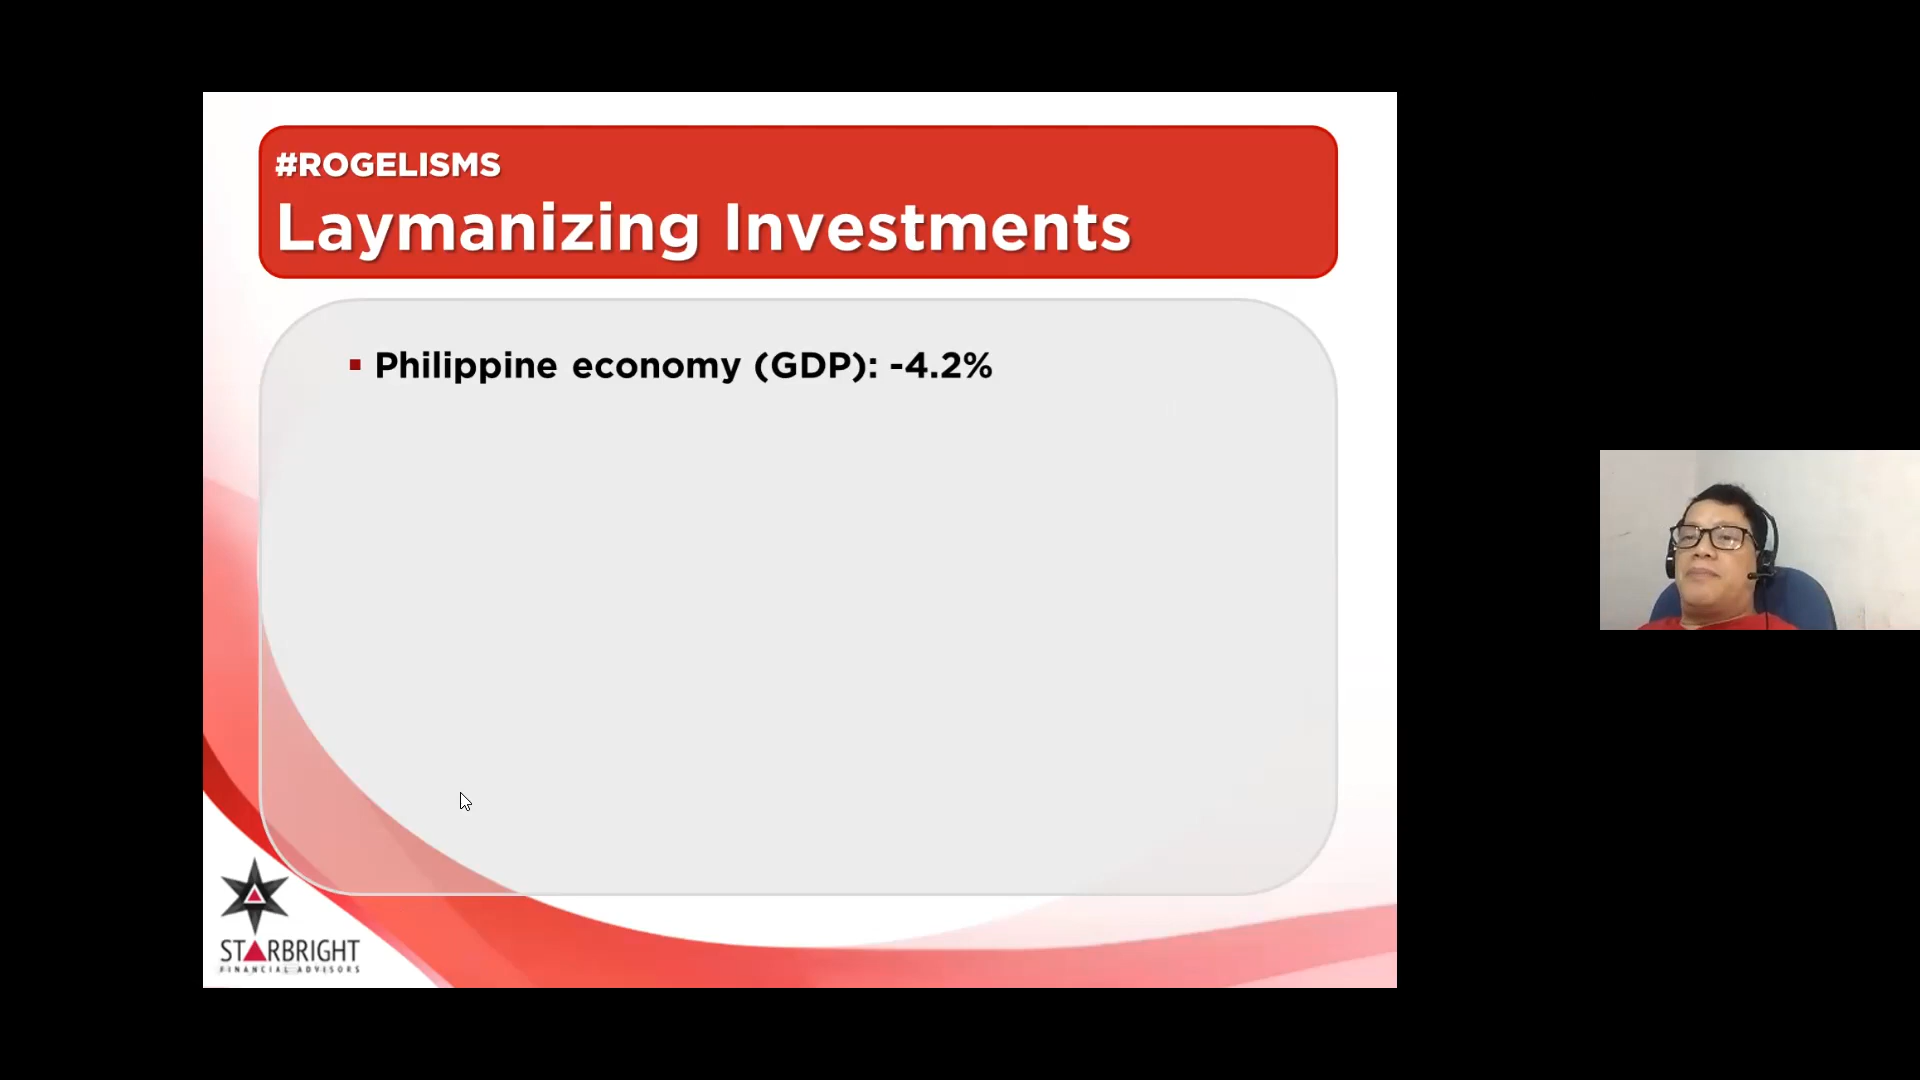 #ROGELISMS
Laymanizing Investments
Philippine economy (GDP): -4.2%
STARBRIGHT
FINANCIAL ADVISORS